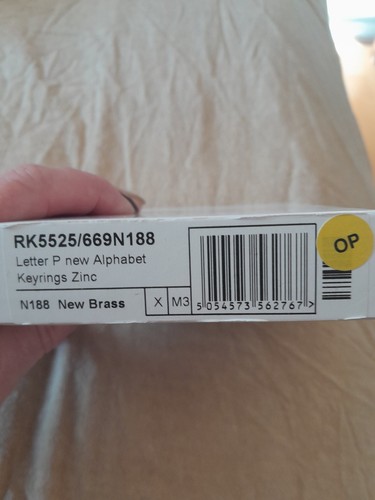 RK5525/669N188
Letter P new Alphabet
Keyrings Zinc
N188 New Brass
X M3
5 054573 562767 >
OP